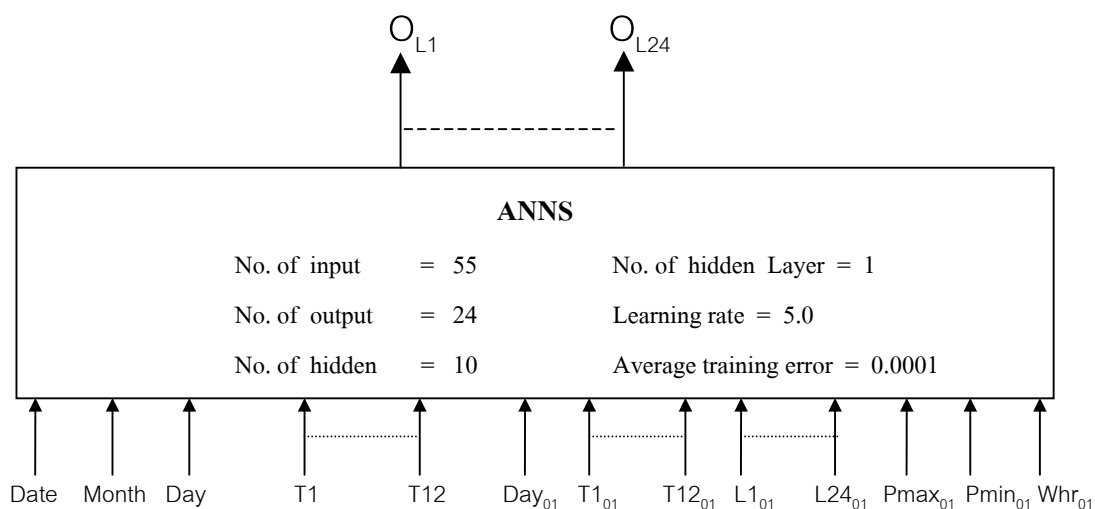 O_L1 O_L24
ANNS
No. of input = 55 No. of hidden Layer = 1
No. of output = 24 Learning rate = 5.0
No. of hidden = 10 Average training error = 0.0001
Date Month Day T1 T12 Day_01 T1_01 T12_01 L1_01 L24_01 Pmax_01 Pmin_01 Whr_01